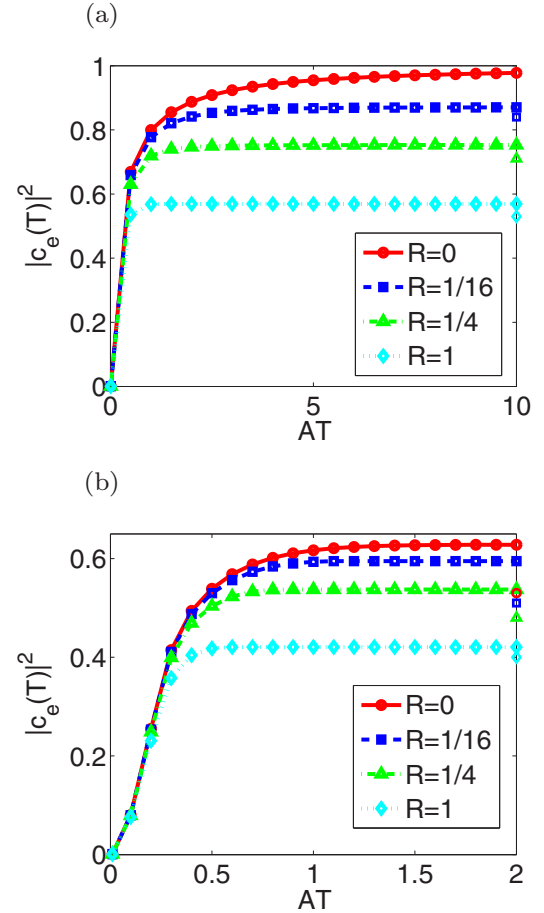 (a)
|c_e(T)|^2
1
0.8
0.6
0.4
0.2
0
0
5
10
AT
R=0
R=1/16
R=1/4
R=1
(b)
|c_e(T)|^2
0.6
0.4
0.2
0
0
0.5
1
1.5
2
AT
R=0
R=1/16
R=1/4
R=1